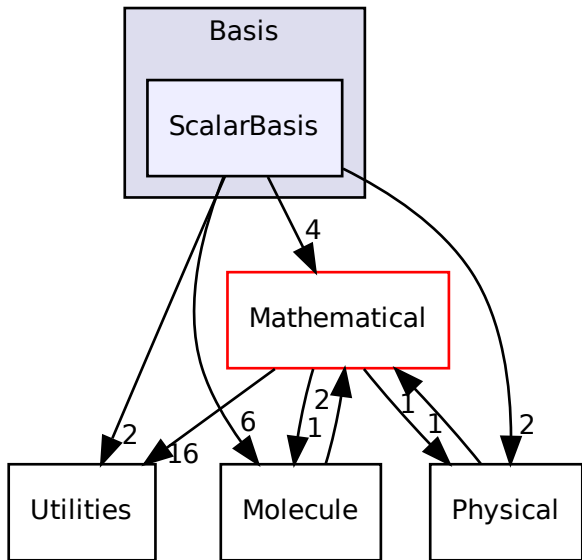 Basis
ScalarBasis
4
Mathematical
2
1
1
6
1
2
2
16
Utilities
Molecule
Physical